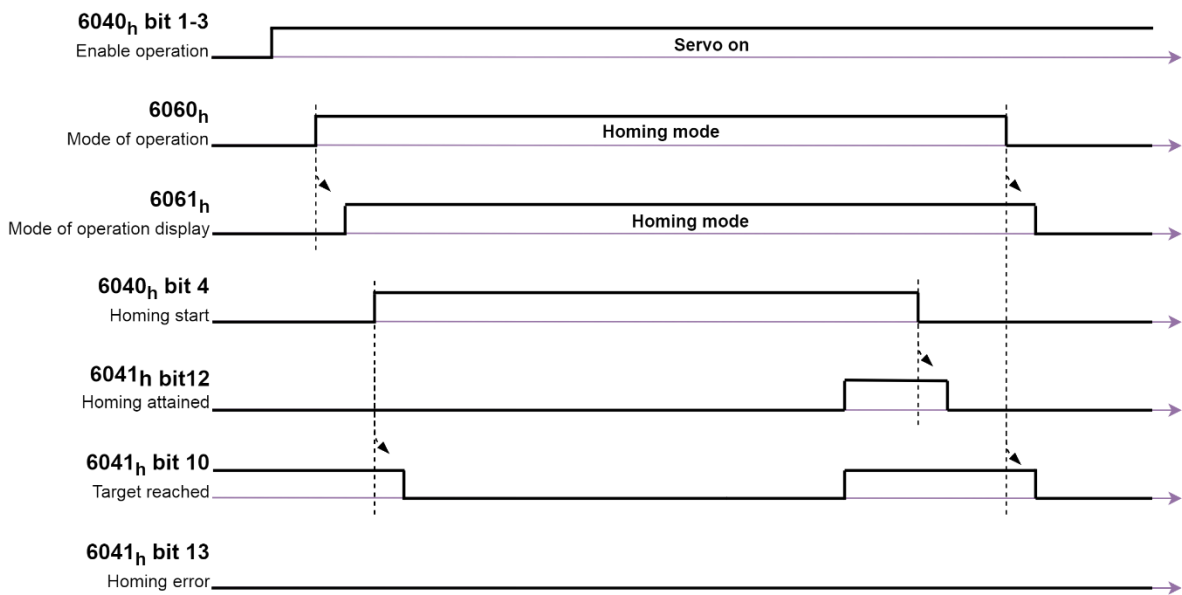 6040h bit 1-3
Enable operation
Servo on
6060h
Mode of operation
Homing mode
6061h
Mode of operation display
Homing mode
6040h bit 4
Homing start
6041h bit12
Homing attained
6041h bit 10
Target reached
6041h bit 13
Homing error